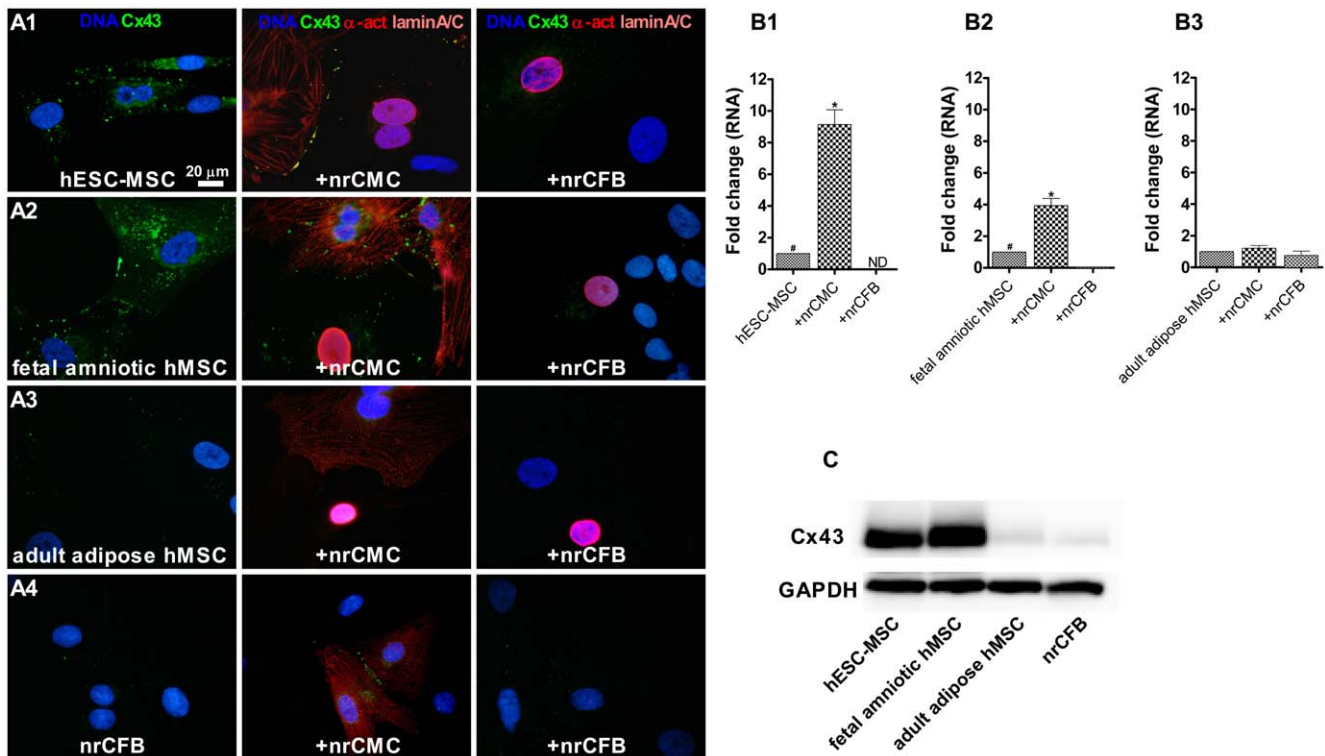 A1
DNA Cx43
hESC-MSC
20 μm
DNA Cx43 α-act laminA/C
+nrCMC
DNA Cx43 α-act laminA/C
+nrCFB
A2
fetal amniotic hMSC
+nrCMC
+nrCFB
A3
adult adipose hMSC
+nrCMC
+nrCFB
A4
nrCFB
+nrCMC
+nrCFB
B1
Fold change (RNA)
12
10
8
6
4
2
0
#
*
ND
hESC-MSC
+nrCMC
+nrCFB
B2
Fold change (RNA)
12
10
8
6
4
2
0
#
*
fetal amniotic hMSC
+nrCMC
+nrCFB
B3
Fold change (RNA)
12
10
8
6
4
2
0
adult adipose hMSC
+nrCMC
+nrCFB
C
Cx43
GAPDH
hESC-MSC
fetal amniotic hMSC
adult adipose hMSC
nrCFB